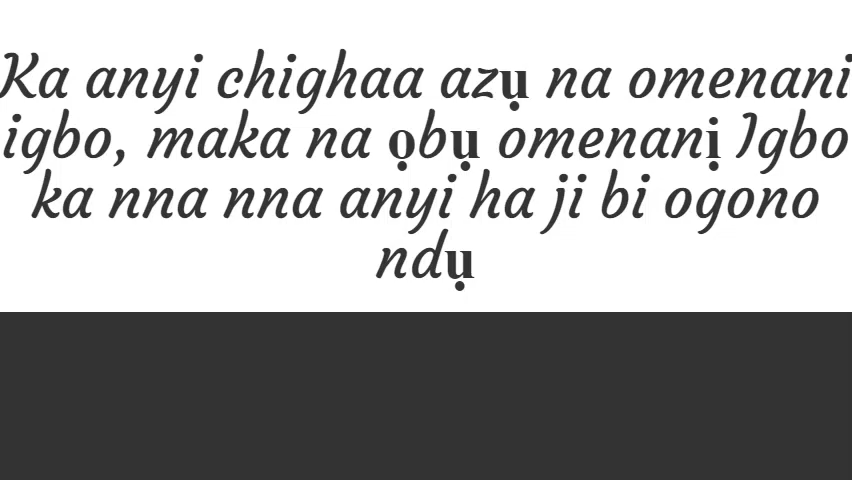 Ka anyi chighaa azụ na omenani
igbo, maka na ọbụ omenanị Igbo
ka nna nna anyi ha ji bi ogono
ndụ